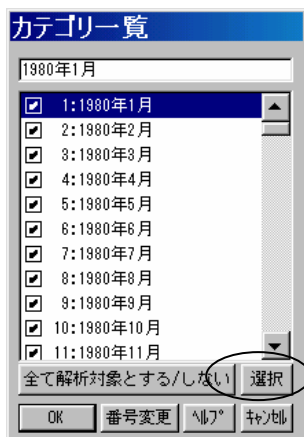 カテゴリー覧
1980年1月
1:1980年1月
2:1980年2月
3:1980年3月
4:1980年4月
5:1980年5月
6:1980年6月
7:1980年7月
8:1980年8月
9:1980年9月
10:1980年10月
11:1980年11月
全て解析対象とする/しない 選択
OK 番号変更 ﾍﾙﾌﾟ ｷｬﾝｾﾙ